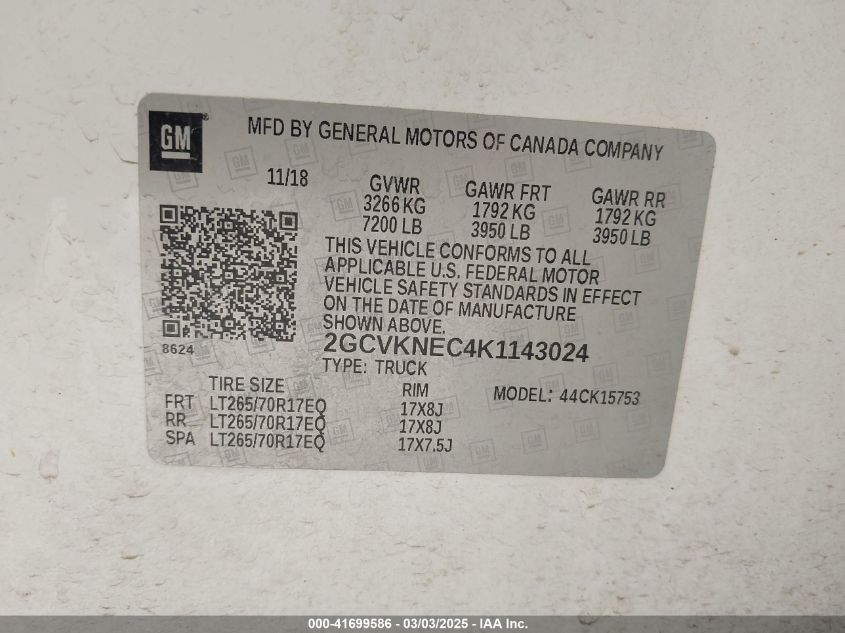 GM ®
MFD BY GENERAL MOTORS OF CANADA COMPANY
11/18 GVWR GAWR FRT GAWR RR
3266 KG 1792 KG 1792 KG
7200 LB 3950 LB 3950 LB
THIS VEHICLE CONFORMS TO ALL
APPLICABLE U.S. FEDERAL MOTOR
VEHICLE SAFETY STANDARDS IN EFFECT
ON THE DATE OF MANUFACTURE
SHOWN ABOVE.
8624
2GCVKNEC4K1143024
TYPE: TRUCK
TIRE SIZE RIM MODEL: 44CK15753
FRT LT265/70R17EQ 17X8J
RR LT265/70R17EQ 17X8J
SPA LT265/70R17EQ 17X7.5J
000-41699586 - 03/03/2025 - IAA Inc.